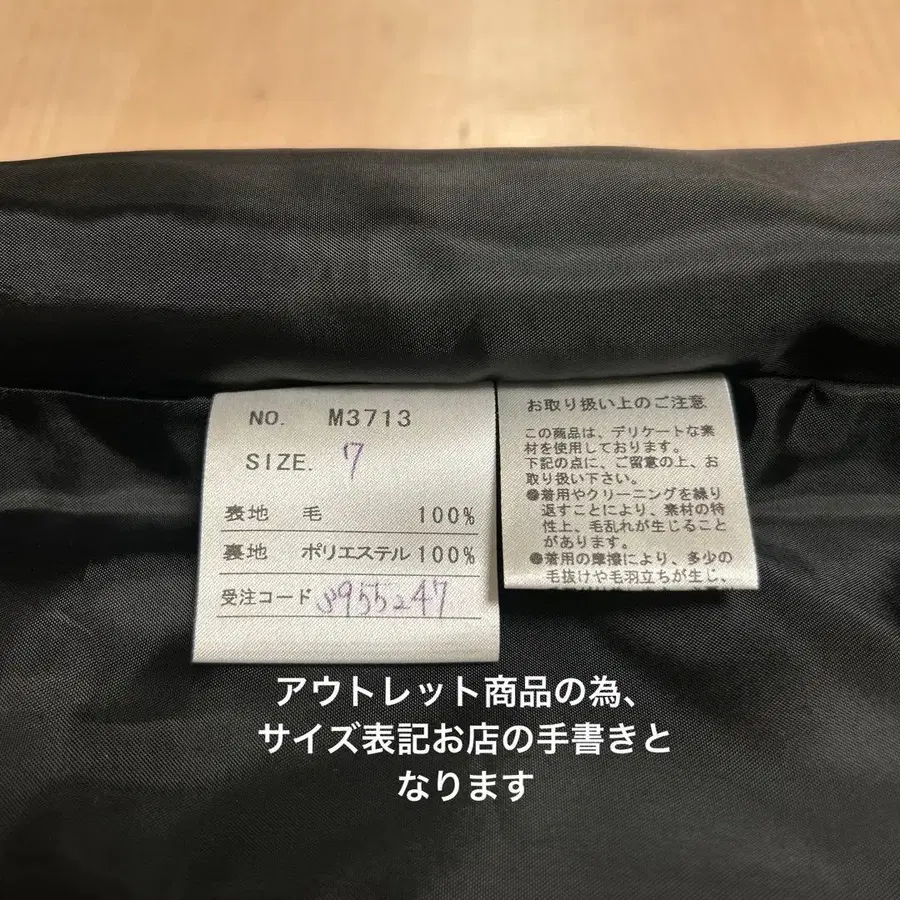 NO. M3713
SIZE. 7
表地 毛 100%
裏地 ポリエステル 100%
受注コード 8955247
お取り扱い上のご注意
この商品は、デリケートな素
材を使用しております。
下記の点に、ご留意の上、お
取り扱い下さい。
●着用やクリーニングを繰り
返すことにより、素材の特
性上、毛乱れが生じること
があります。
●着用の摩擦により、多少の
毛抜けや毛羽立ちが生じ、
アウトレット商品の為、
サイズ表記お店の手書きと
なります